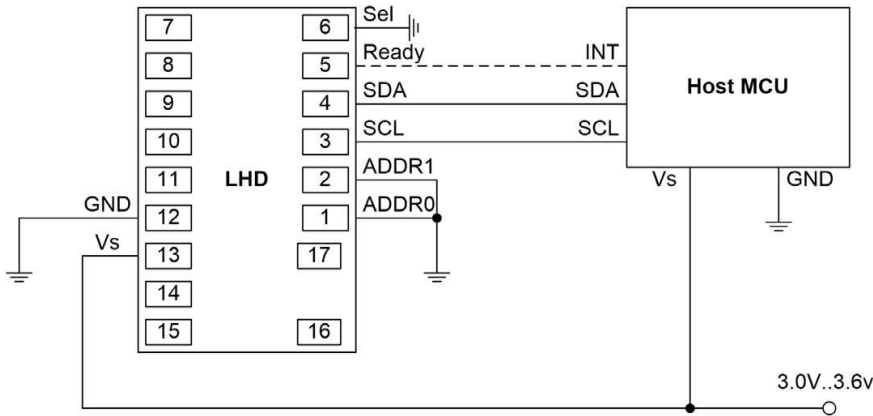 7 6 Sel
8 5 Ready INT
9 4 SDA SDA
Host MCU
10 3 SCL SCL
11 LHD 2 ADDR1
Vs GND
GND 12 1 ADDR0
Vs 13 17
14
15 16
3.0V..3.6v